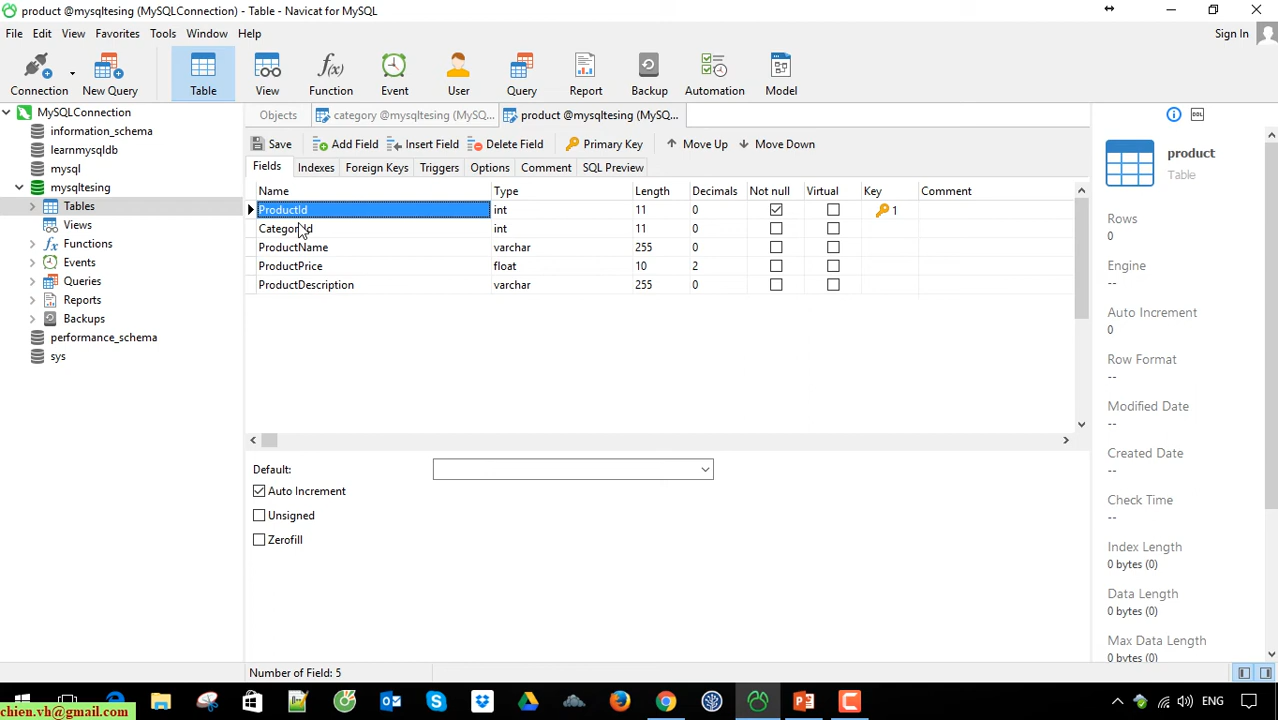 product @mysqltesing (MySQLConnection) - Table - Navicat for MySQL
File Edit View Favorites Tools Window Help
Sign In
Connection New Query Table View Function Event User Query Report Backup Automation Model
MySQLConnection
information_schema
learnmysqldb
mysql
mysqltesing
Tables
Views
Functions
Events
Queries
Reports
Backups
performance_schema
sys
Objects category @mysqltesing (MySQ... product @mysqltesing (MySQ...
Save Add Field Insert Field Delete Field Primary Key Move Up Move Down
Fields Indexes Foreign Keys Triggers Options Comment SQL Preview
Name Type Length Decimals Not null Virtual Key Comment
ProductId int 11 0 1
CategoryId int 11 0
ProductName varchar 255 0
ProductPrice float 10 2
ProductDescription varchar 255 0
Default:
Auto Increment
Unsigned
Zerofill
Number of Field: 5
DDL
product
Table
Rows
0
Engine
--
Auto Increment
0
Row Format
--
Modified Date
--
Created Date
--
Check Time
--
Index Length
0 bytes (0)
Data Length
0 bytes (0)
Max Data Length
0 bytes (0)
ENG
chien.vh@gmail.com